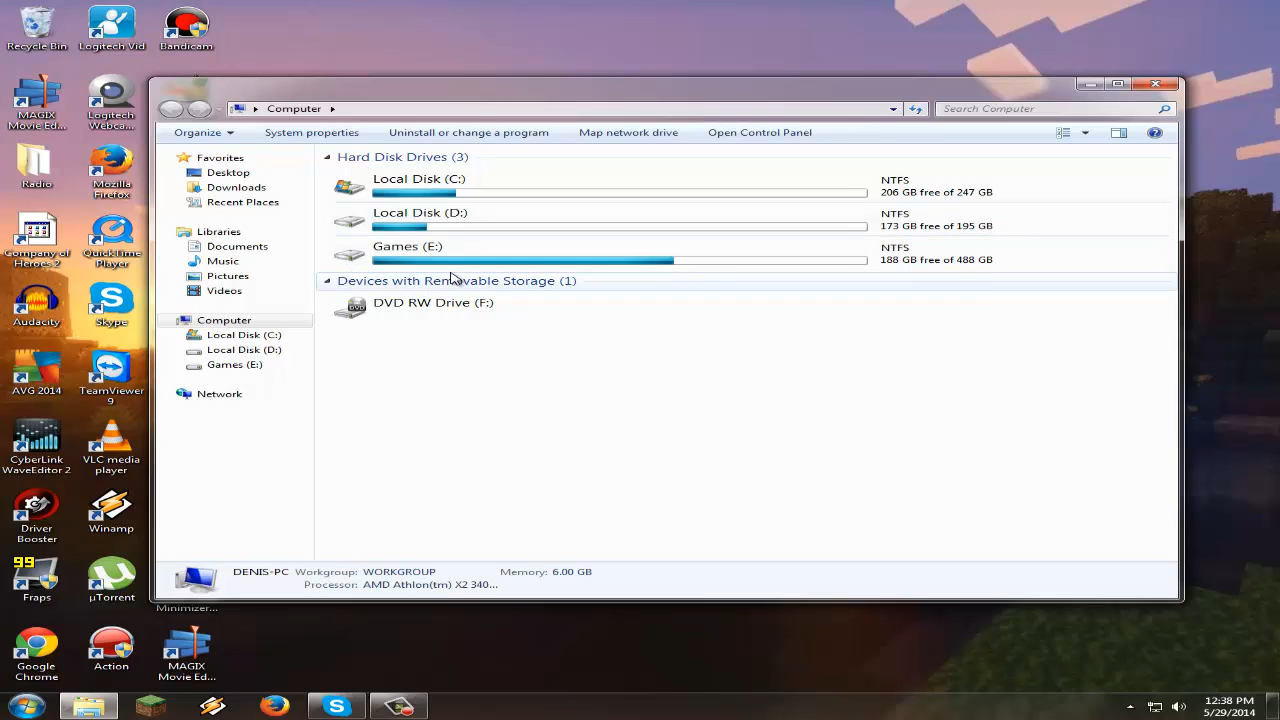 Recycle Bin
Logitech Vid
Bandicam
MAGIX Movie Ed...
Logitech Webca...
Radio
Mozilla Firefox
Company of Heroes 2
QuickTime Player
Audacity
Skype
AVG 2014
TeamViewer 9
CyberLink WaveEditor 2
VLC media player
Driver Booster
Winamp
99
Fraps
µTorrent
Minimizer...
Google Chrome
Action
MAGIX Movie Ed...
Computer
Search Computer
Organize
System properties
Uninstall or change a program
Map network drive
Open Control Panel
Favorites
Desktop
Downloads
Recent Places
Libraries
Documents
Music
Pictures
Videos
Computer
Local Disk (C:)
Local Disk (D:)
Games (E:)
Network
Hard Disk Drives (3)
Local Disk (C:)
NTFS
206 GB free of 247 GB
Local Disk (D:)
NTFS
173 GB free of 195 GB
Games (E:)
NTFS
188 GB free of 488 GB
Devices with Removable Storage (1)
DVD RW Drive (F:)
DVD
DENIS-PC Workgroup: WORKGROUP Memory: 6.00 GB
Processor: AMD Athlon(tm) X2 340...
12:38 PM
5/29/2014